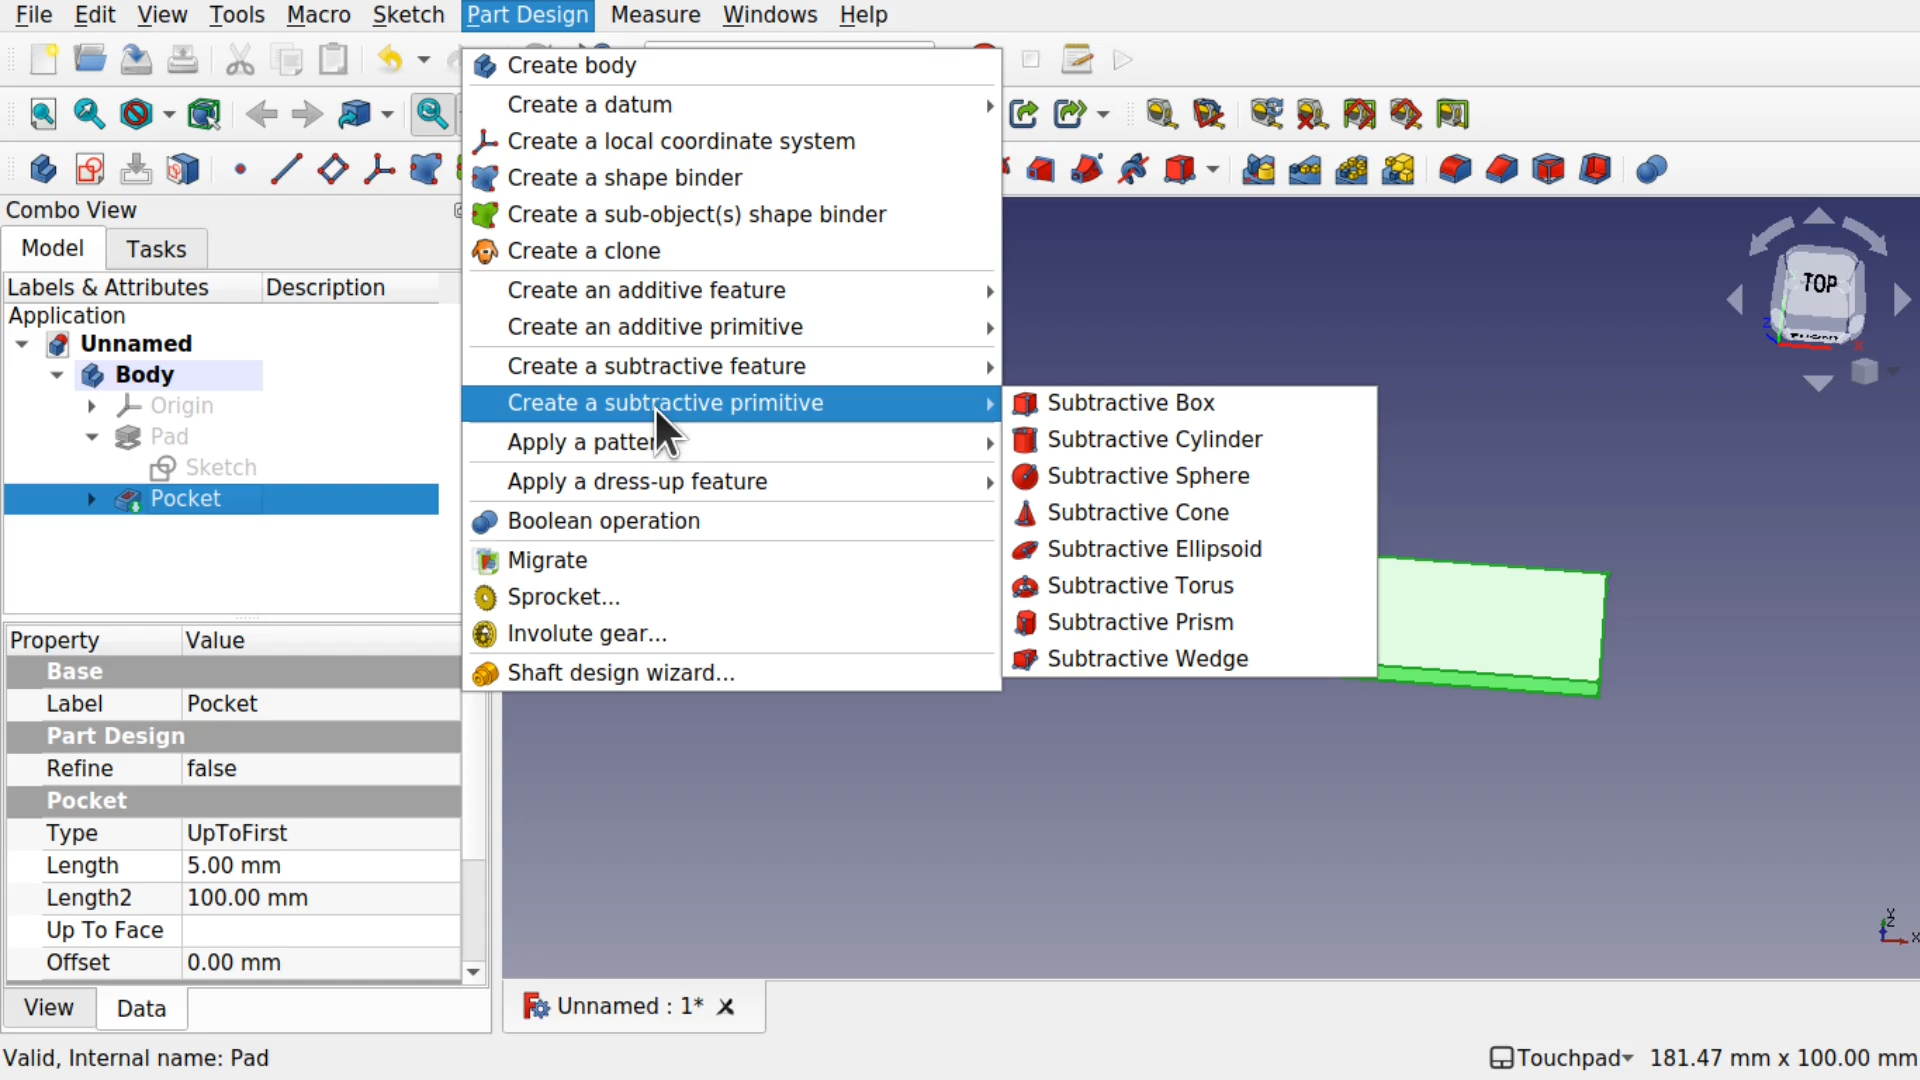 File Edit View Tools Macro Sketch Part Design Measure Windows Help
Create body
Create a datum
Create a local coordinate system
Create a shape binder
Create a sub-object(s) shape binder
Create a clone
Create an additive feature
Create an additive primitive
Create a subtractive feature
Create a subtractive primitive
Apply a patter
Apply a dress-up feature
Boolean operation
Migrate
Sprocket...
Involute gear...
Shaft design wizard...
Subtractive Box
Subtractive Cylinder
Subtractive Sphere
Subtractive Cone
Subtractive Ellipsoid
Subtractive Torus
Subtractive Prism
Subtractive Wedge
Combo View
Model Tasks
Labels & Attributes Description
Application
Unnamed
Body
Origin
Pad
Sketch
Pocket
Property Value
Base
Label Pocket
Part Design
Refine false
Pocket
Type UpToFirst
Length 5.00 mm
Length2 100.00 mm
Up To Face
Offset 0.00 mm
View Data
TOP
Z
X
Y
Z
X
Unnamed : 1*
Valid, Internal name: Pad
Touchpad 181.47 mm x 100.00 mm